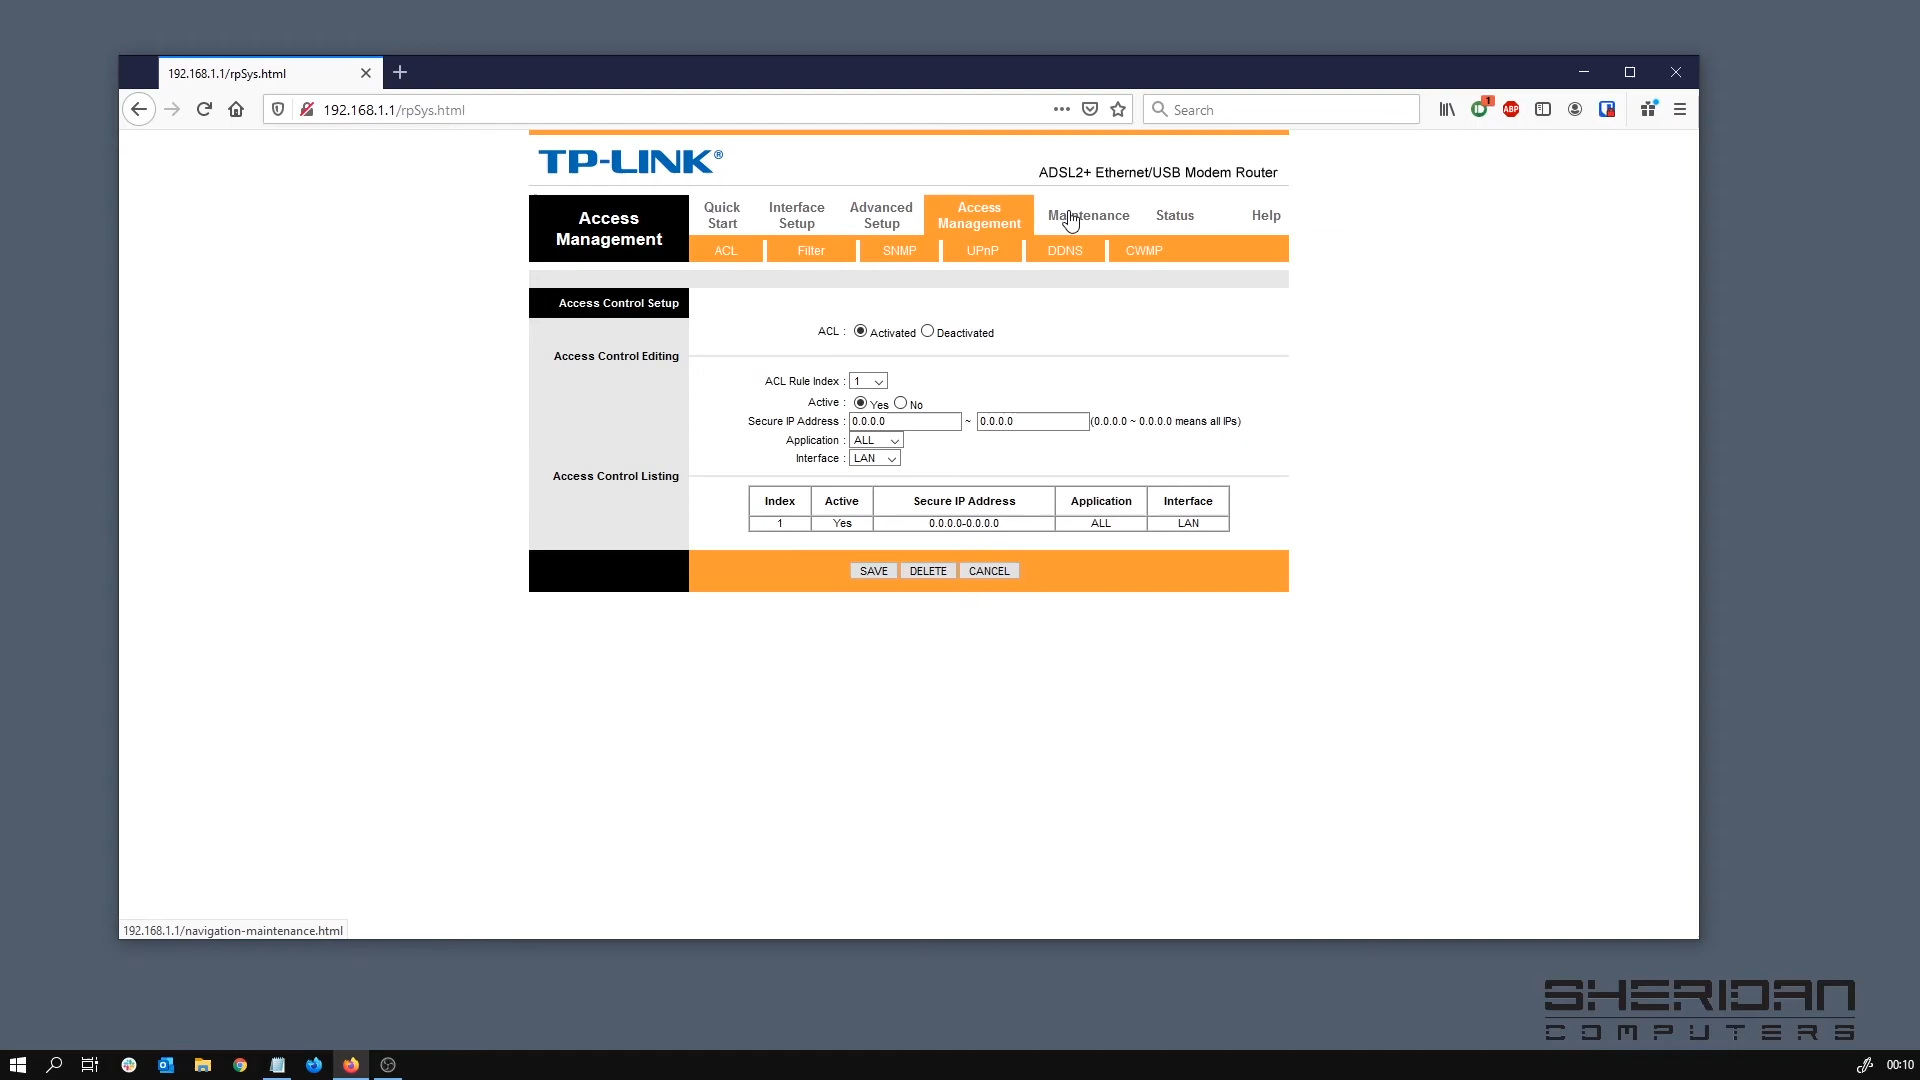 192.168.1.1/rpSys.html
192.168.1.1/rpSys.html
Search
1
ABP
TP-LINK®
ADSL2+ Ethernet/USB Modem Router
Access Management
Quick Start
Interface Setup
Advanced Setup
Access Management
Maintenance
Status
Help
ACL
Filter
SNMP
UPnP
DDNS
CWMP
Access Control Setup
ACL : Activated Deactivated
Access Control Editing
ACL Rule Index : 1
Active : Yes No
Secure IP Address : 0.0.0.0 ~ 0.0.0.0 (0.0.0.0 ~ 0.0.0.0 means all IPs)
Application : ALL
Interface : LAN
Access Control Listing
Index Active Secure IP Address Application Interface
1 Yes 0.0.0.0-0.0.0.0 ALL LAN
SAVE DELETE CANCEL
192.168.1.1/navigation-maintenance.html
SHERIDAN
COMPUTERS
00:10